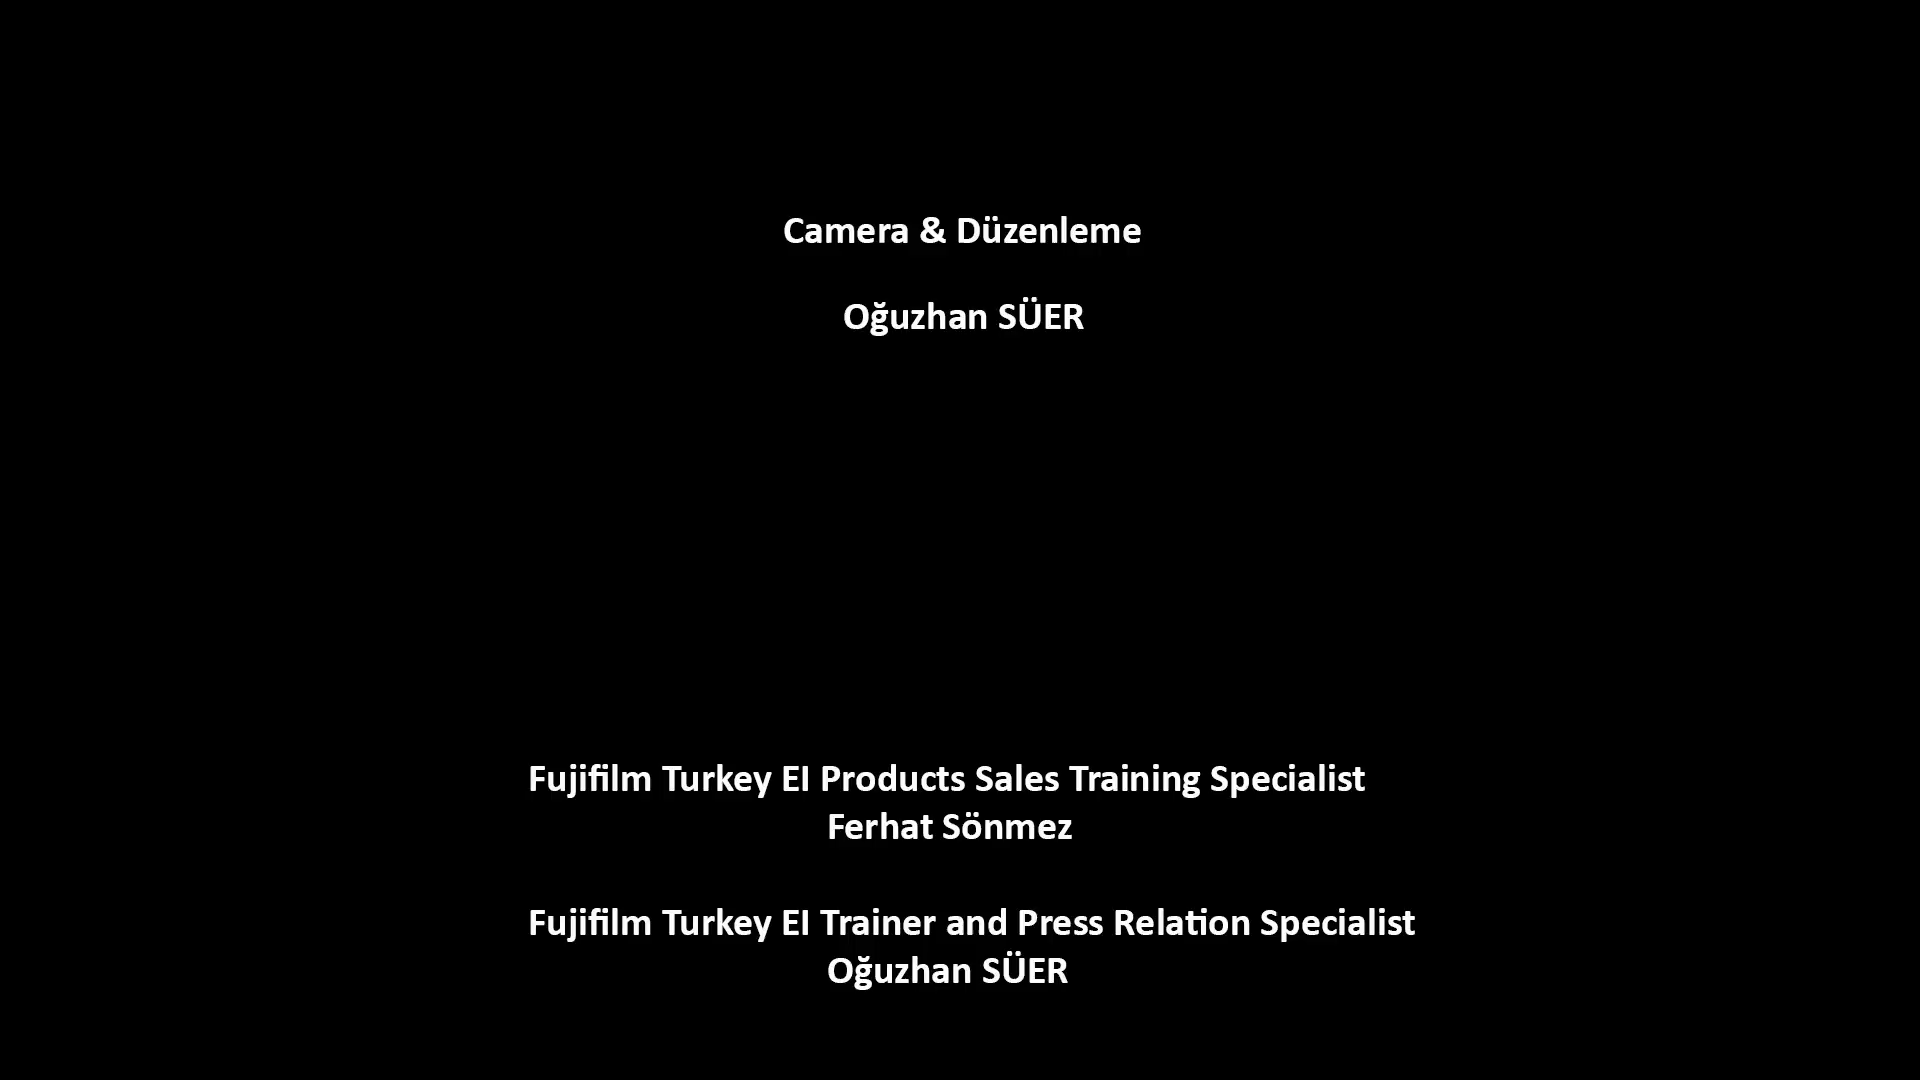 Camera & Düzenleme
Oğuzhan SÜER
Fujifilm Turkey EI Products Sales Training Specialist
Ferhat Sönmez
Fujifilm Turkey EI Trainer and Press Relation Specialist
Oğuzhan SÜER